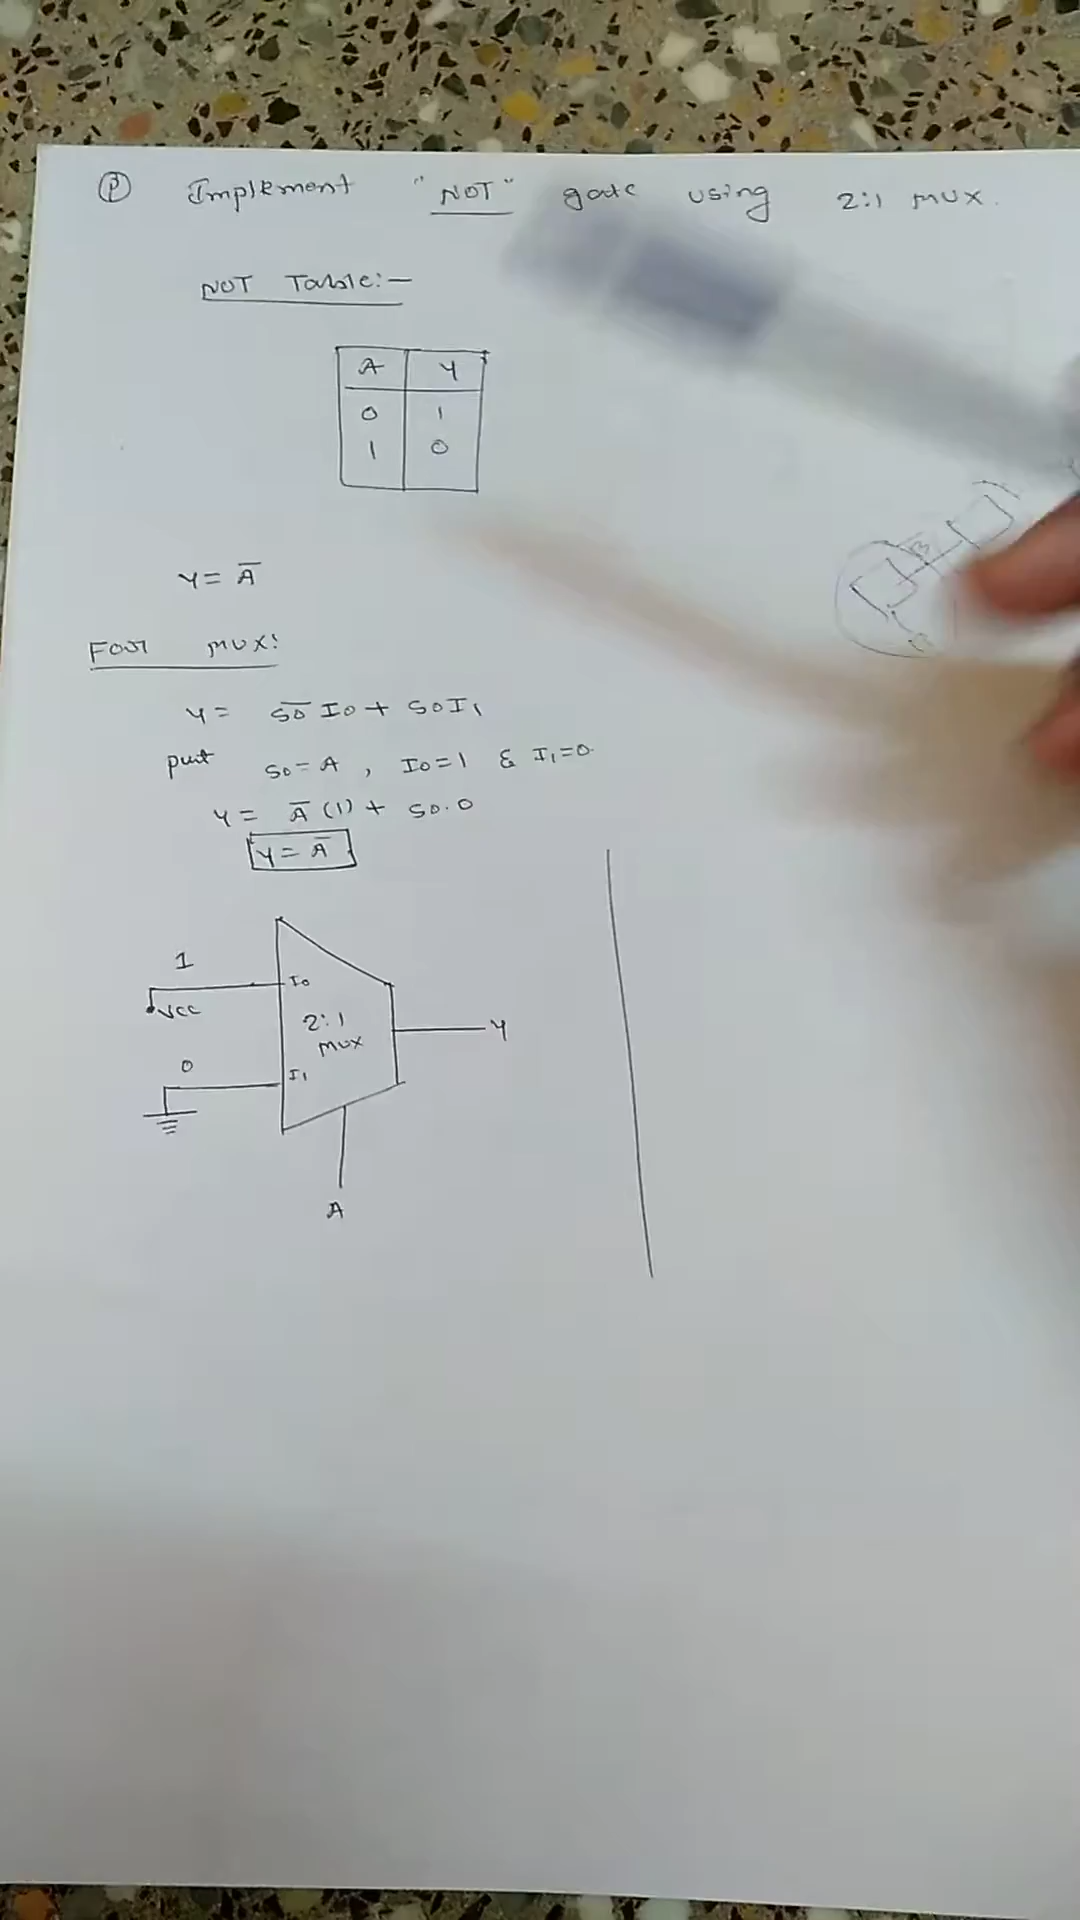 P Implement "NOT" gate using 2:1 MUX.
NOT Table:-
A Y
0 1
1 0
Y = A̅
For MUX:
Y = S̅0̅ I0 + S0 I1
put S0 = A , I0 = 1 & I1 = 0.
Y = A̅ (1) + S0.0
Y = A̅
1
I0
VCC
2:1
MUX
Y
0
I1
A
B